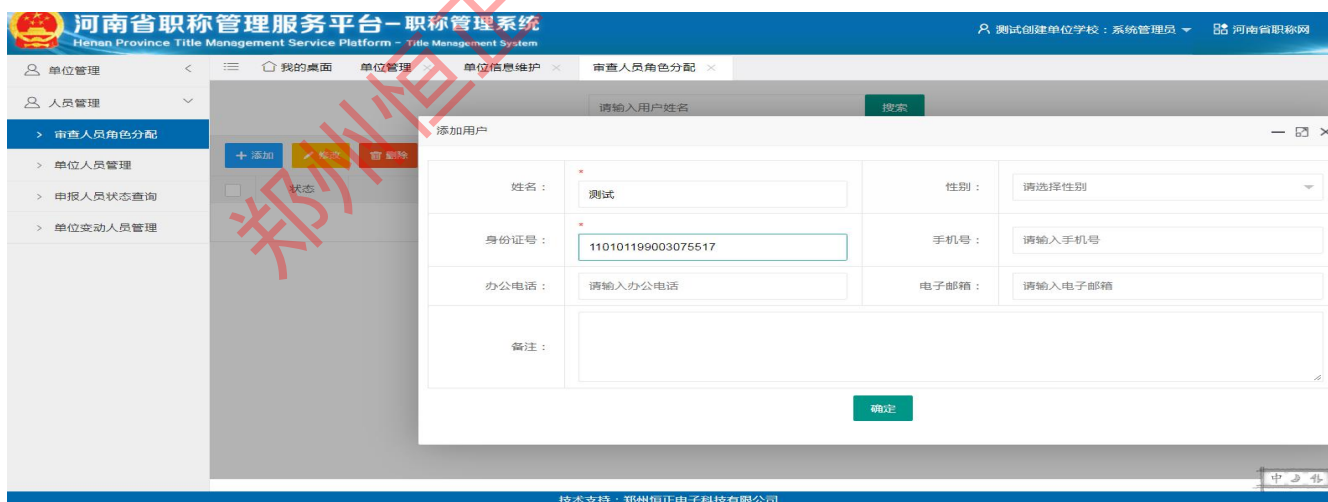 河南省职称管理服务平台-职称管理系统
Henan Province Title Management Service Platform - Title Management System
测试创建单位学校：系统管理员
河南省职称网
单位管理
我的桌面 单位管理 单位信息维护 审查人员角色分配
人员管理
请输入用户姓名 搜索
审查人员角色分配
添加用户
单位人员管理
添加 修改 删除
申报人员状态查询
状态
单位变动人员管理
姓名： * 测试 性别： 请选择性别
身份证号： * 110101199003075517 手机号： 请输入手机号
办公电话： 请输入办公电话 电子邮箱： 请输入电子邮箱
备注：
确定
郑州恒正
中
技术支持：郑州恒正电子科技有限公司